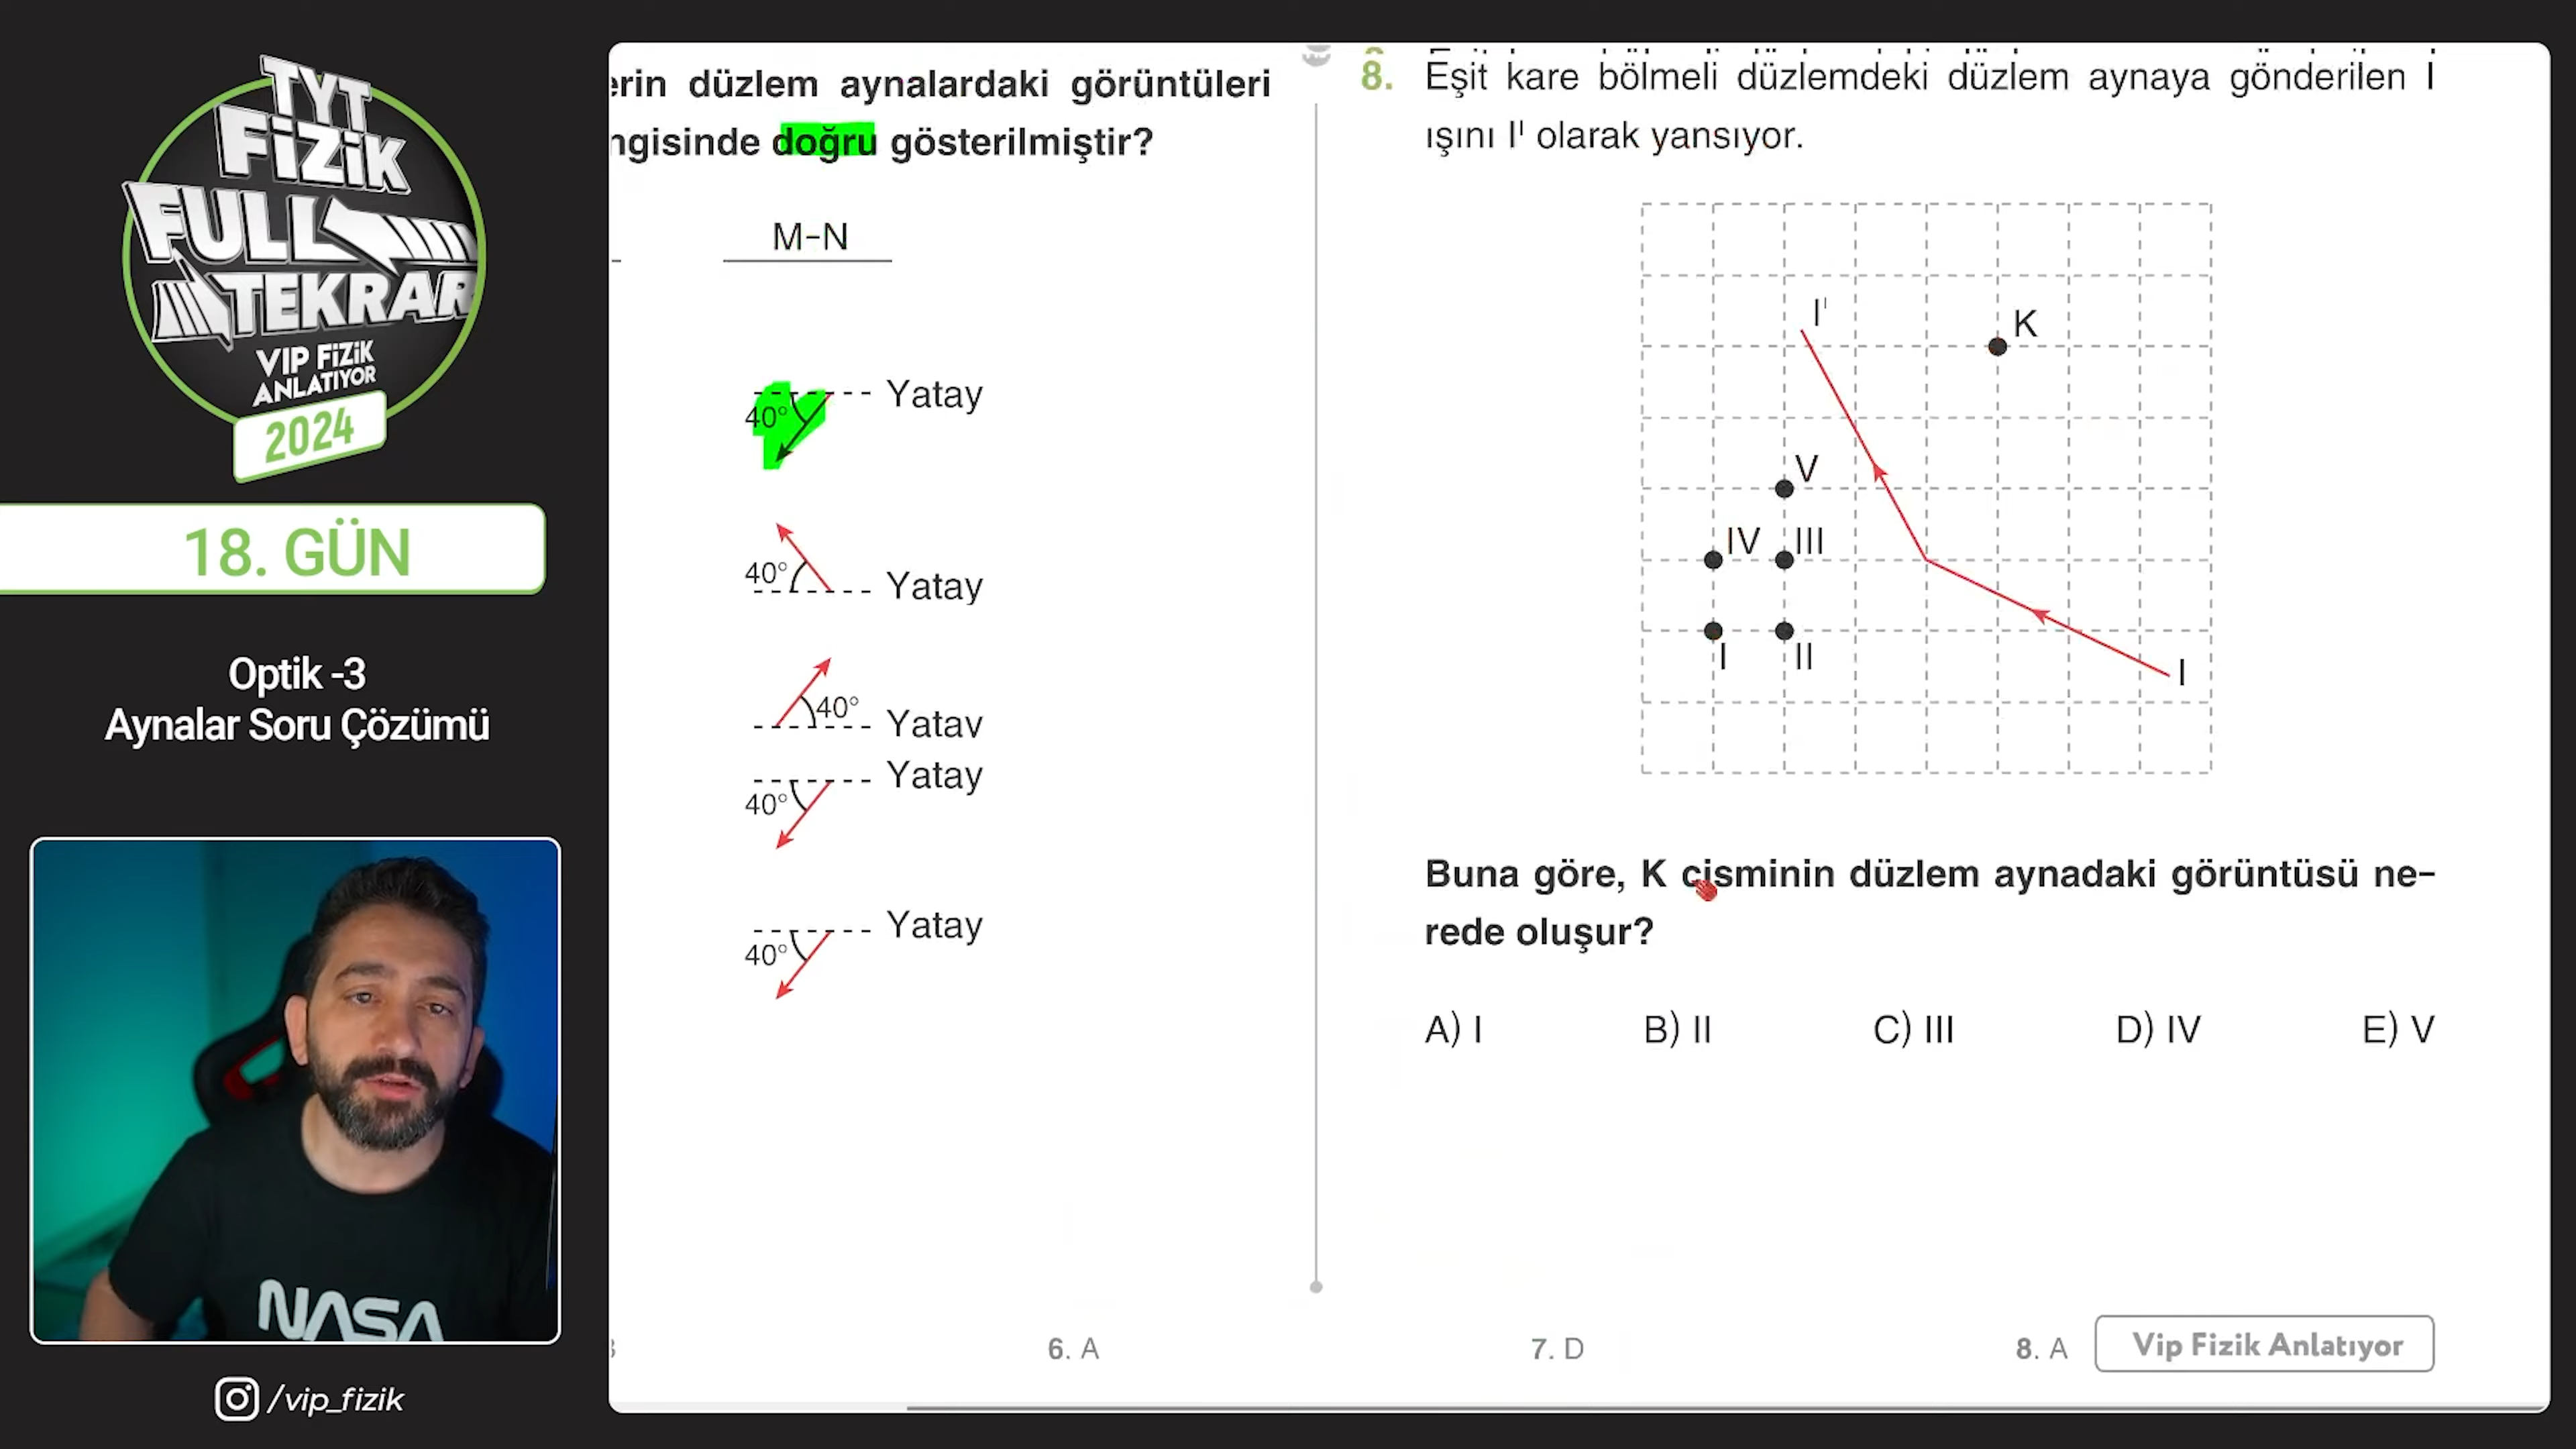 TYT
FİZİK
FULL
TEKRAR
VIP FİZİK
ANLATIYOR
2024
18. GÜN
Optik -3
Aynalar Soru Çözümü
NASA
/vip_fizik
erin düzlem aynalardaki görüntüleri
ngisinde doğru gösterilmiştir?
M-N
40° Yatay
40° Yatay
40° Yatay
40° Yatay
40° Yatay
8. Eşit kare bölmeli düzlemdeki düzlem aynaya gönderilen I
ışını I' olarak yansıyor.
I'
K
V
IV III
I II
I
Buna göre, K cisminin düzlem aynadaki görüntüsü ne-
rede oluşur?
A) I B) II C) III D) IV E) V
6. A 7. D 8. A
Vip Fizik Anlatıyor